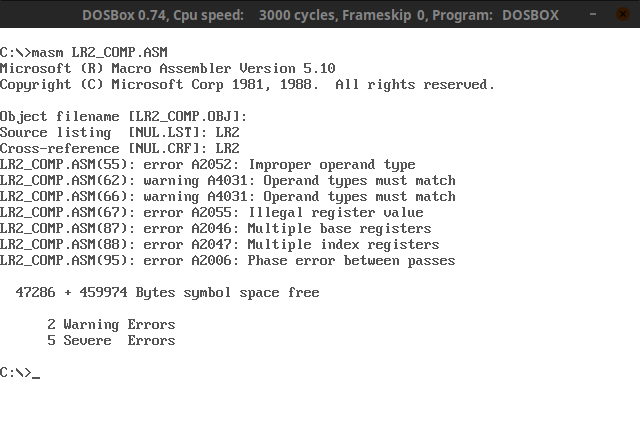 DOSBox 0.74, Cpu speed:    3000 cycles, Frameskip  0, Program:   DOSBOX
C:\>masm LR2_COMP.ASM
Microsoft (R) Macro Assembler Version 5.10
Copyright (C) Microsoft Corp 1981, 1988.  All rights reserved.
Object filename [LR2_COMP.OBJ]:
Source listing  [NUL.LST]: LR2
Cross-reference [NUL.CRF]: LR2
LR2_COMP.ASM(55): error A2052: Improper operand type
LR2_COMP.ASM(62): warning A4031: Operand types must match
LR2_COMP.ASM(66): warning A4031: Operand types must match
LR2_COMP.ASM(67): error A2055: Illegal register value
LR2_COMP.ASM(87): error A2046: Multiple base registers
LR2_COMP.ASM(88): error A2047: Multiple index registers
LR2_COMP.ASM(95): error A2006: Phase error between passes
  47286 + 459974 Bytes symbol space free
      2 Warning Errors
      5 Severe  Errors
C:\>_